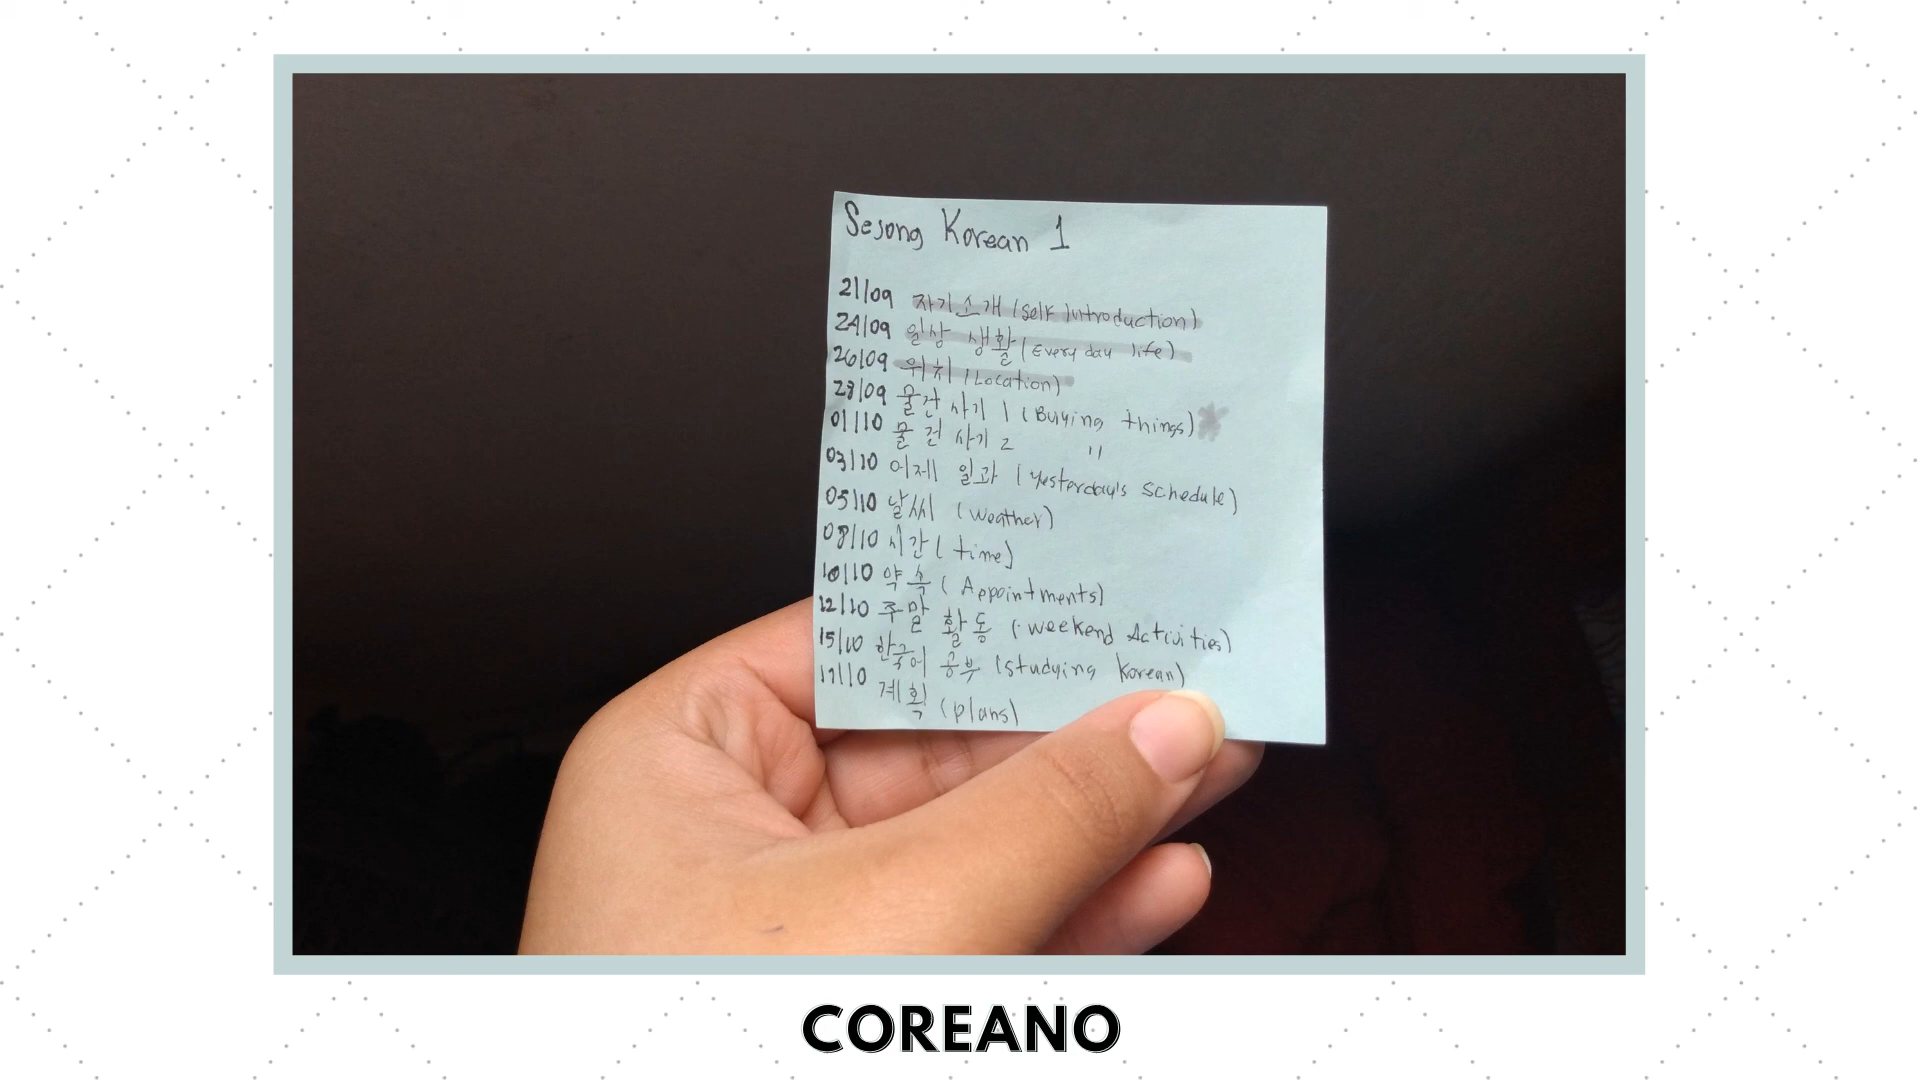 Sejong Korean 1
21/09 자기소개 (Self Introduction)
24/09 일상 생활 (Every day life)
26/09 위치 (Location)
28/09 물건 사기 1 (Buying things)
01/10 물건 사기 2 "
03/10 어제 일과 (Yesterday's Schedule)
05/10 날씨 (Weather)
08/10 시간 (time)
10/10 약속 (Appointments)
12/10 주말 활동 (weekend Activities)
15/10 한국어 공부 (studying Korean)
17/10 계획 (plans)
COREANO